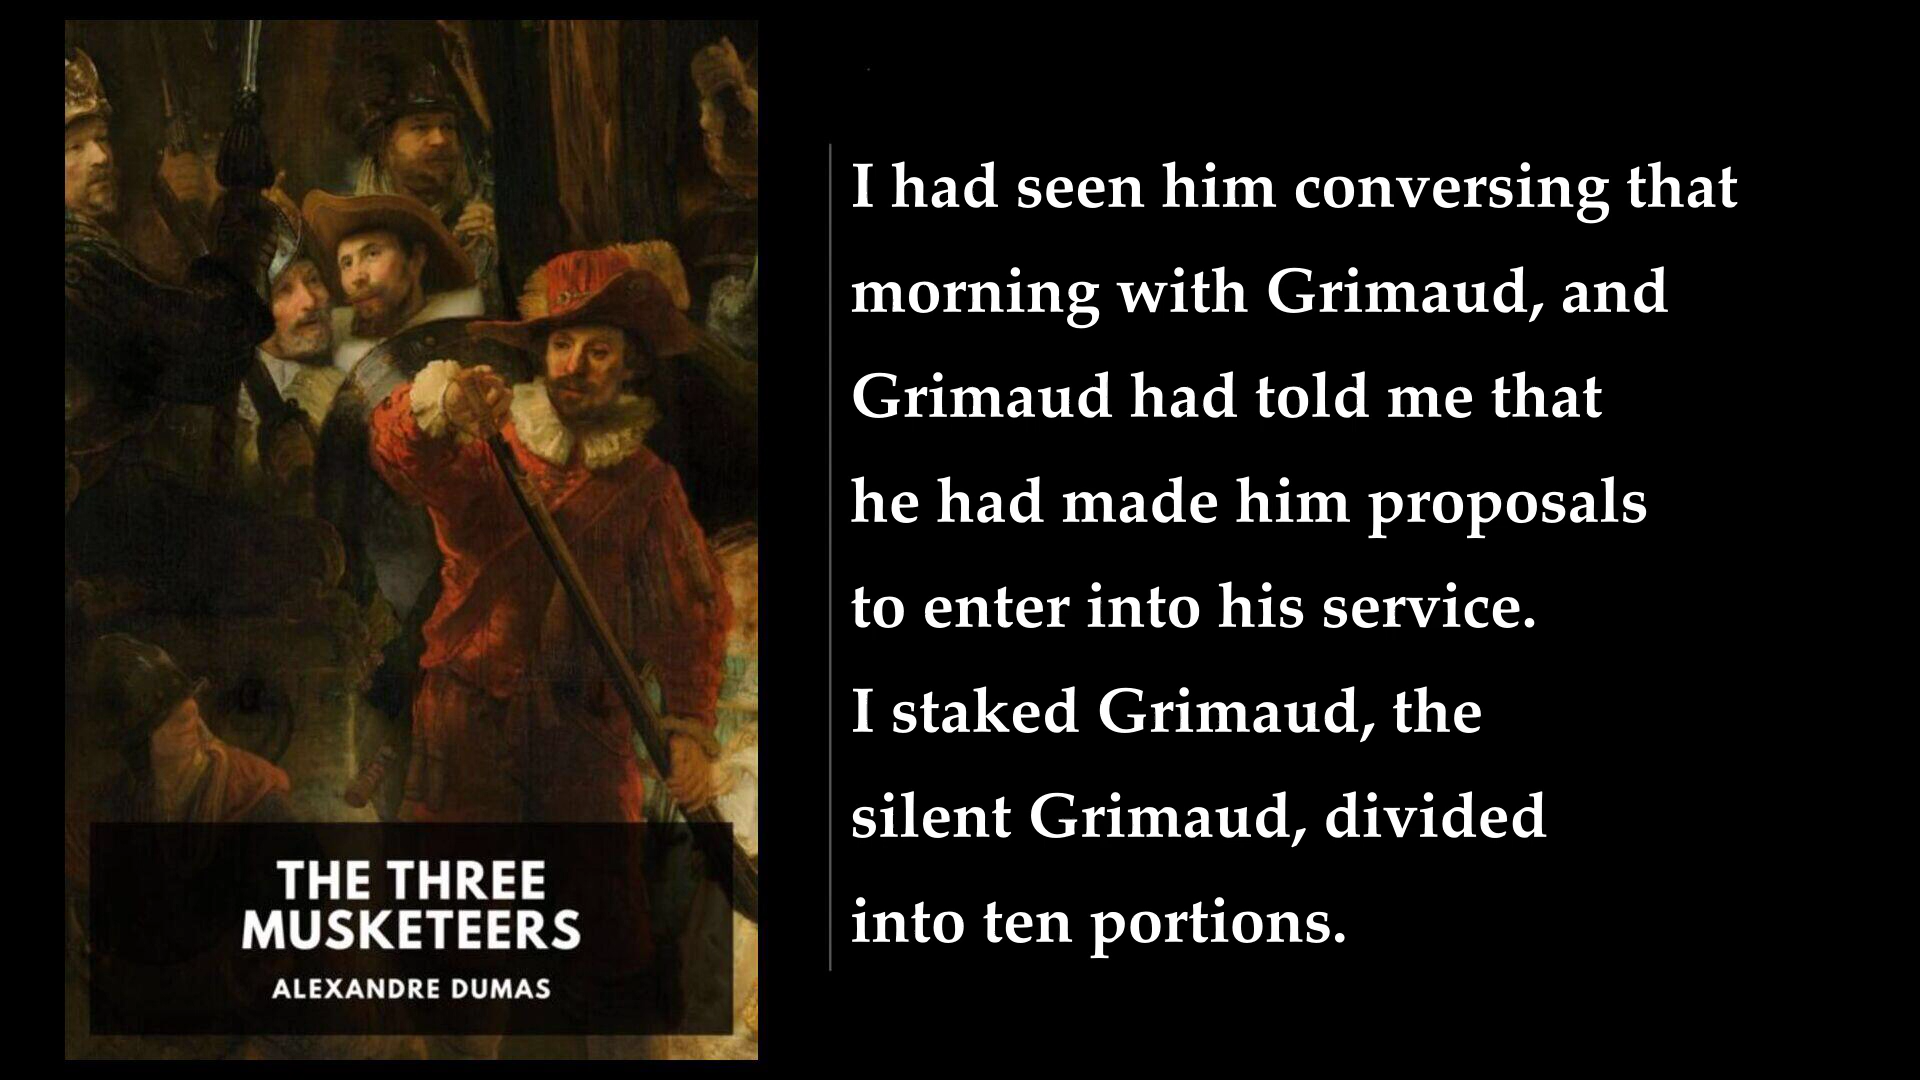 THE THREE
MUSKETEERS
ALEXANDRE DUMAS
I had seen him conversing that
morning with Grimaud, and
Grimaud had told me that
he had made him proposals
to enter into his service.
I staked Grimaud, the
silent Grimaud, divided
into ten portions.